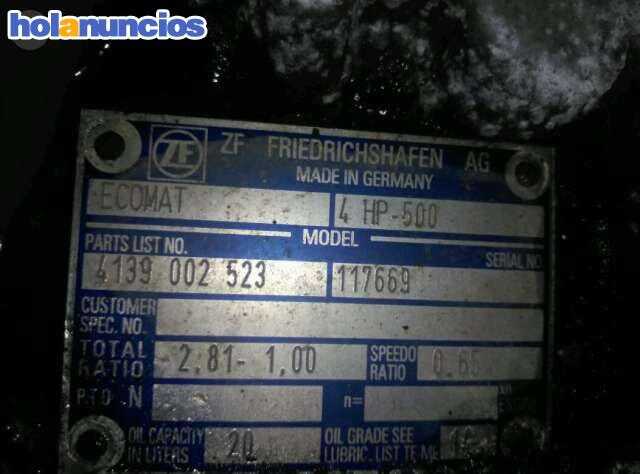 holanuncios
ZF ZF FRIEDRICHSHAFEN AG
MADE IN GERMANY
ECOMAT 4 HP-500
MODEL
PARTS LIST NO. SERIAL NO
4139 002 523 117669
CUSTOMER
SPEC. NO.
TOTAL RATIO 2,81- 1,00 SPEEDO RATIO
P.T.O N n=
OIL CAPACITY IN LITERS 20 OIL GRADE SEE
LUBRIC. LIST TE ML